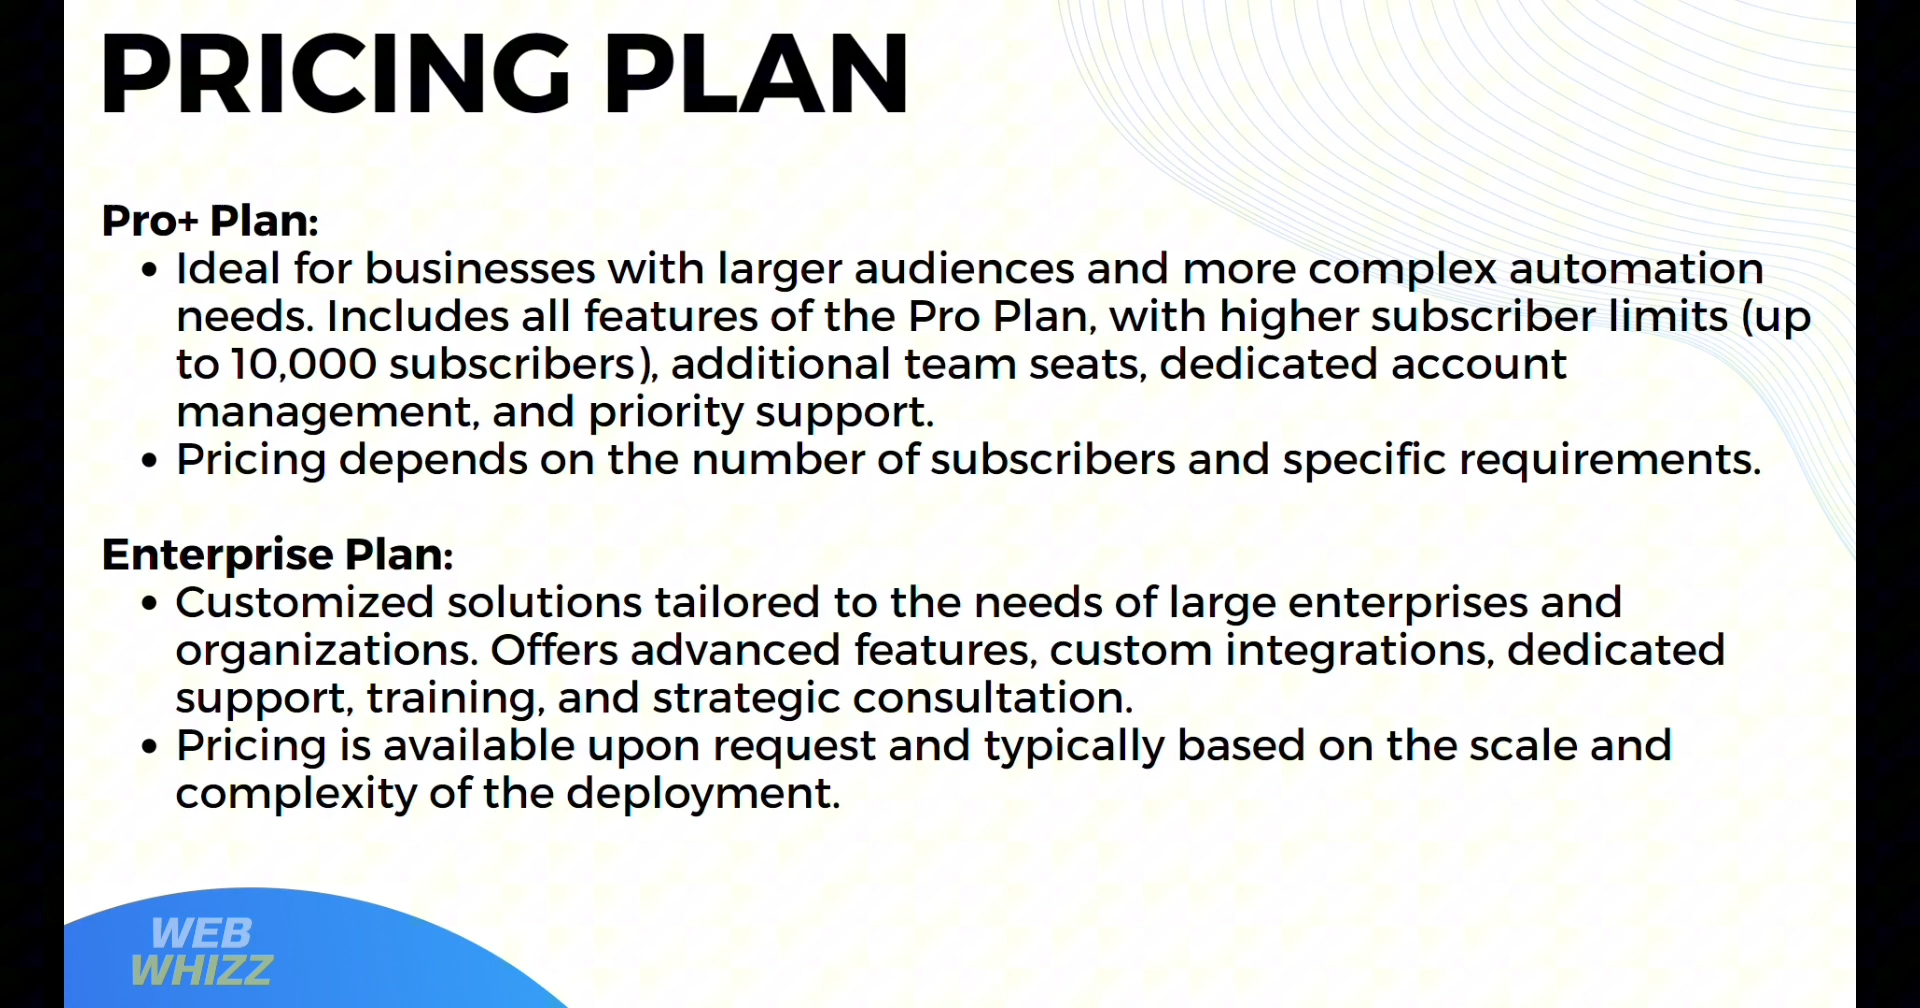 PRICING PLAN
Pro+ Plan:
• Ideal for businesses with larger audiences and more complex automation
needs. Includes all features of the Pro Plan, with higher subscriber limits (up
to 10,000 subscribers), additional team seats, dedicated account
management, and priority support.
• Pricing depends on the number of subscribers and specific requirements.
Enterprise Plan:
• Customized solutions tailored to the needs of large enterprises and
organizations. Offers advanced features, custom integrations, dedicated
support, training, and strategic consultation.
• Pricing is available upon request and typically based on the scale and
complexity of the deployment.
WEB
WHIZZ